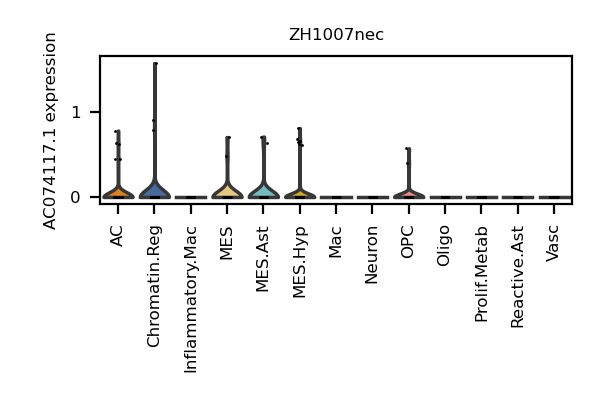 ZH1007nec
AC074117.1 expression
1
0
AC
Chromatin.Reg
Inflammatory.Mac
MES
MES.Ast
MES.Hyp
Mac
Neuron
OPC
Oligo
Prolif.Metab
Reactive.Ast
Vasc